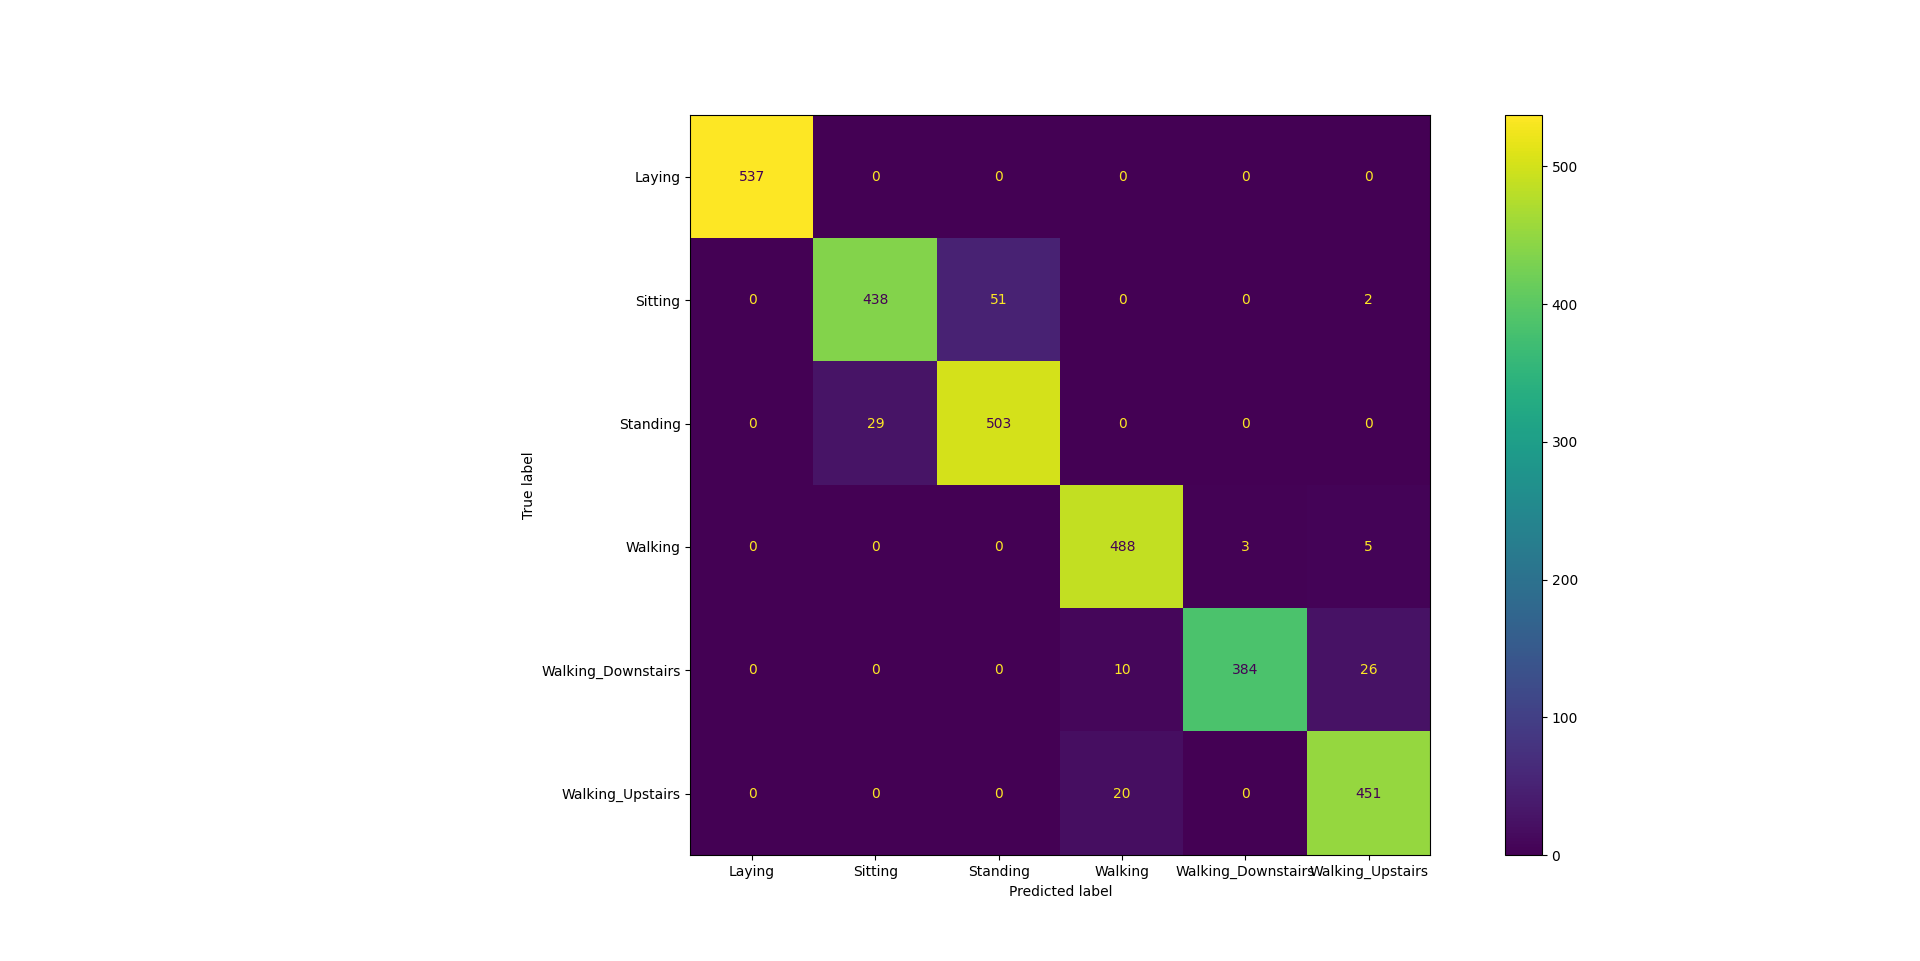 Laying 537 0 0 0 0 0
Sitting 0 438 51 0 0 2
Standing 0 29 503 0 0 0
Walking 0 0 0 488 3 5
Walking_Downstairs 0 0 0 10 384 26
Walking_Upstairs 0 0 0 20 0 451
Laying Sitting Standing Walking Walking_Downstairs Walking_Upstairs
Predicted label
True label
500
400
300
200
100
0